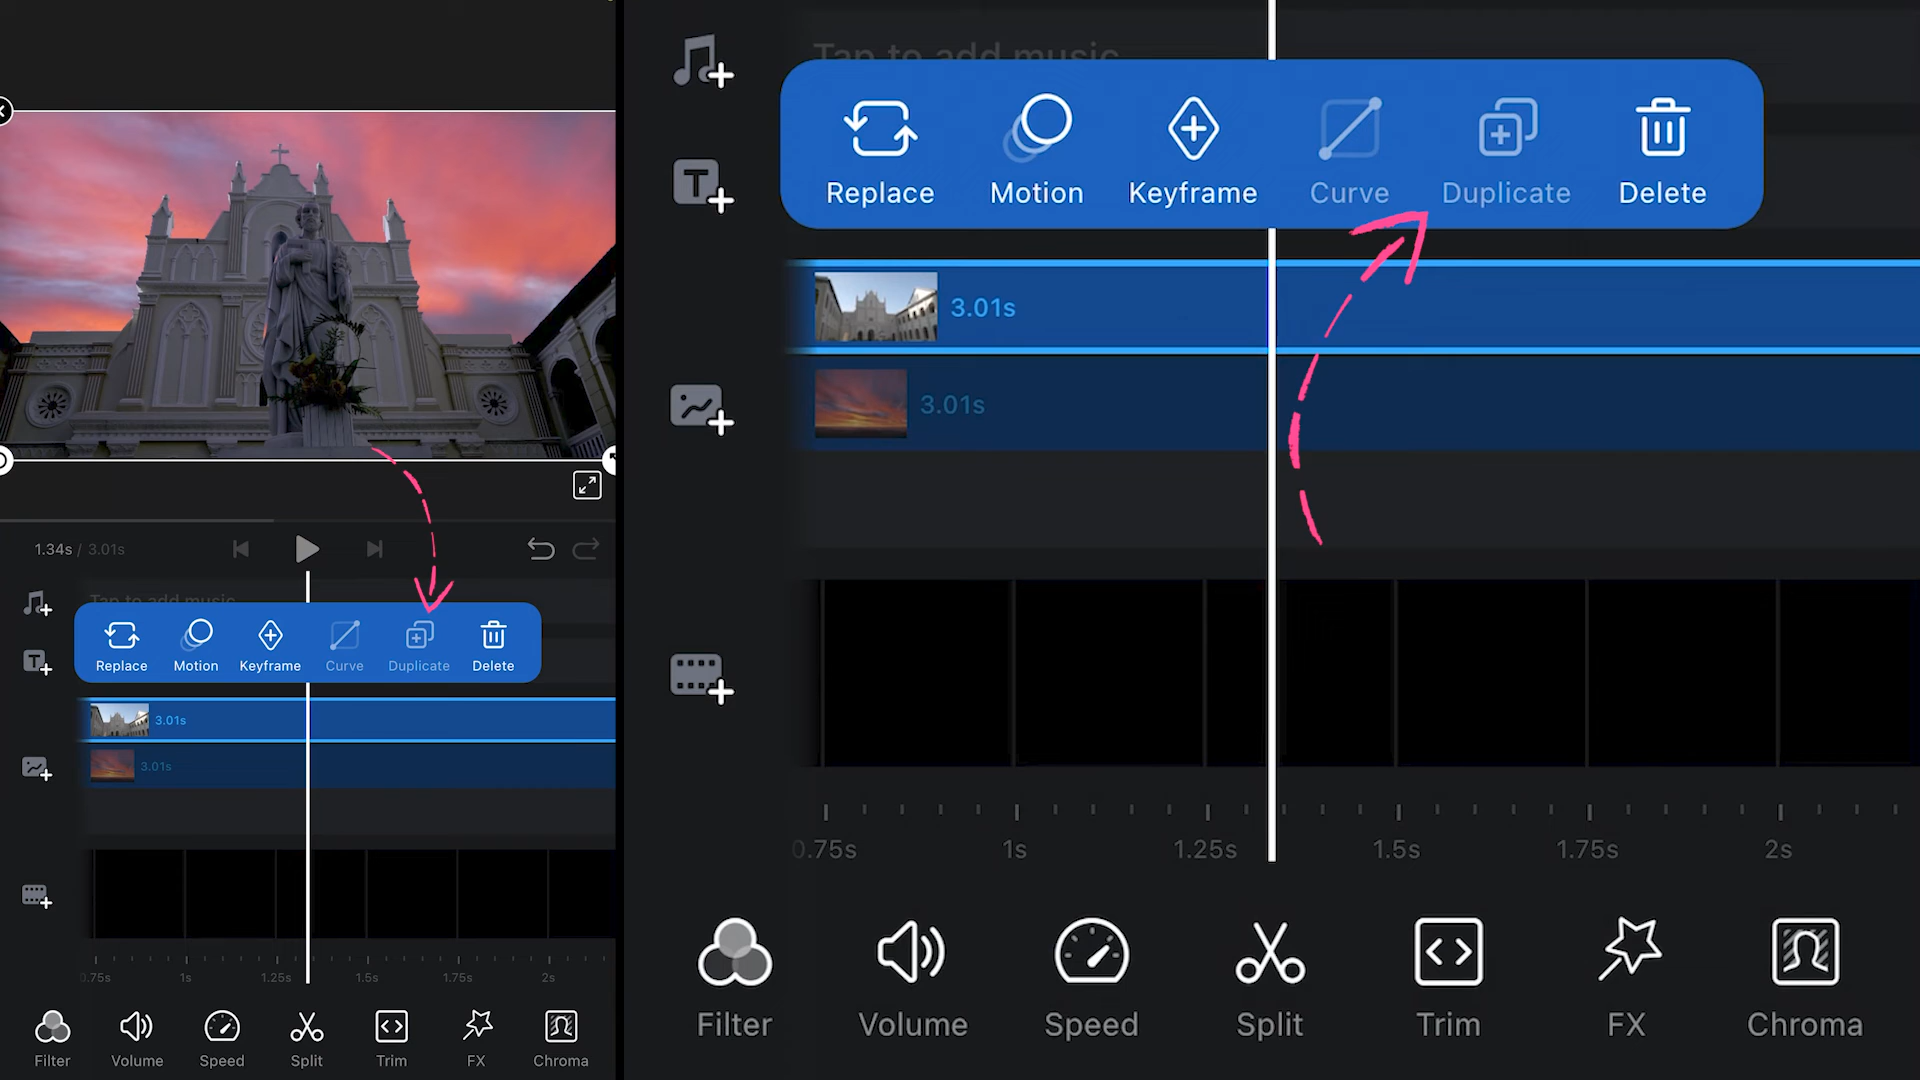 1.34s / 3.01s
Tap to add music
Replace Motion Keyframe Curve Duplicate Delete
3.01s
3.01s
0.75s 1s 1.25s 1.5s 1.75s 2s
Filter Volume Speed Split Trim FX Chroma
Tap to add music
Replace Motion Keyframe Curve Duplicate Delete
T
3.01s
3.01s
0.75s 1s 1.25s 1.5s 1.75s 2s
Filter Volume Speed Split Trim FX Chroma